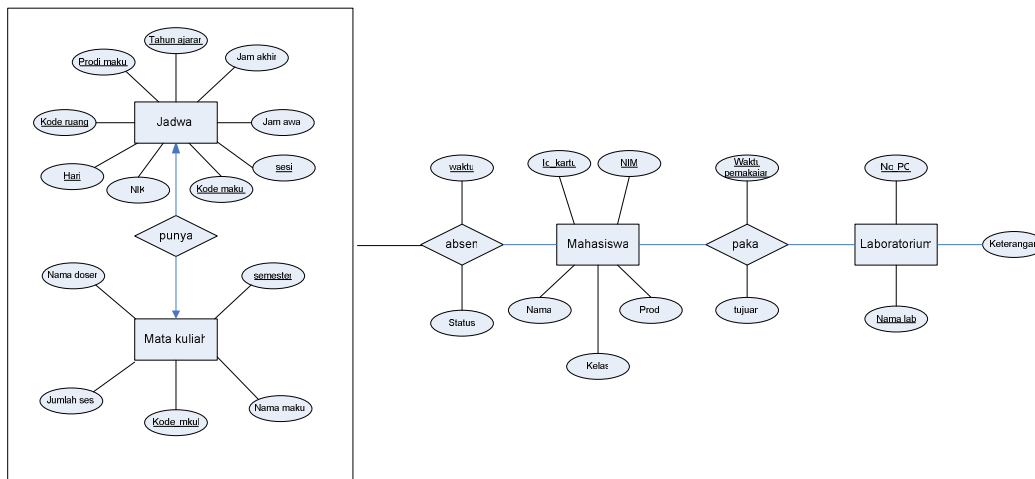 Tahun ajaran
Prodi maku
Jam akhir
Kode ruang
Jadwa
Jam awa
Hari
NIK
Kode maku
sesi
punya
Nama dosen
semester
Mata kuliah
Jumlah ses
Kode_mkul
Nama maku
waktu
absen
Status
Id_kartu
NIM
Mahasiswa
Nama
Prod
Kelas
Waktu
pemakaian
paka
tujuan
No_PC
Laboratorium
Keterangan
Nama lab